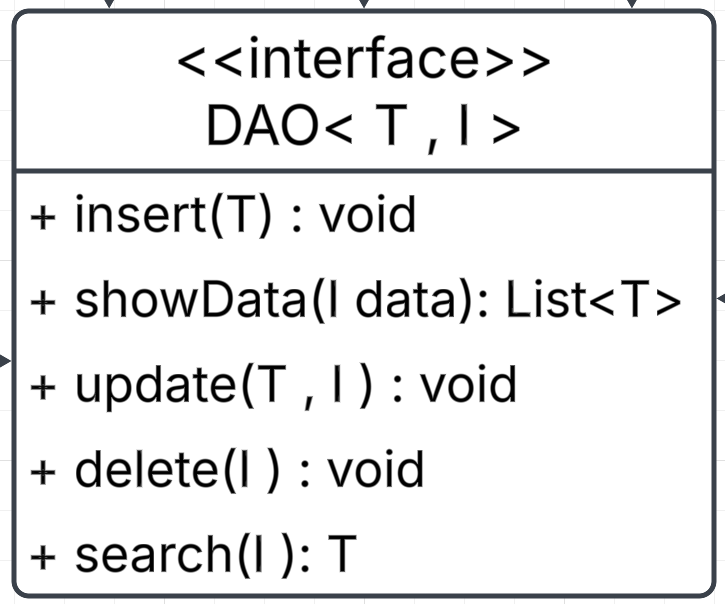 <<interface>>
DAO< T , I >
+ insert(T) : void
+ showData(I data): List<T>
+ update(T , I ) : void
+ delete(I ) : void
+ search(I ): T